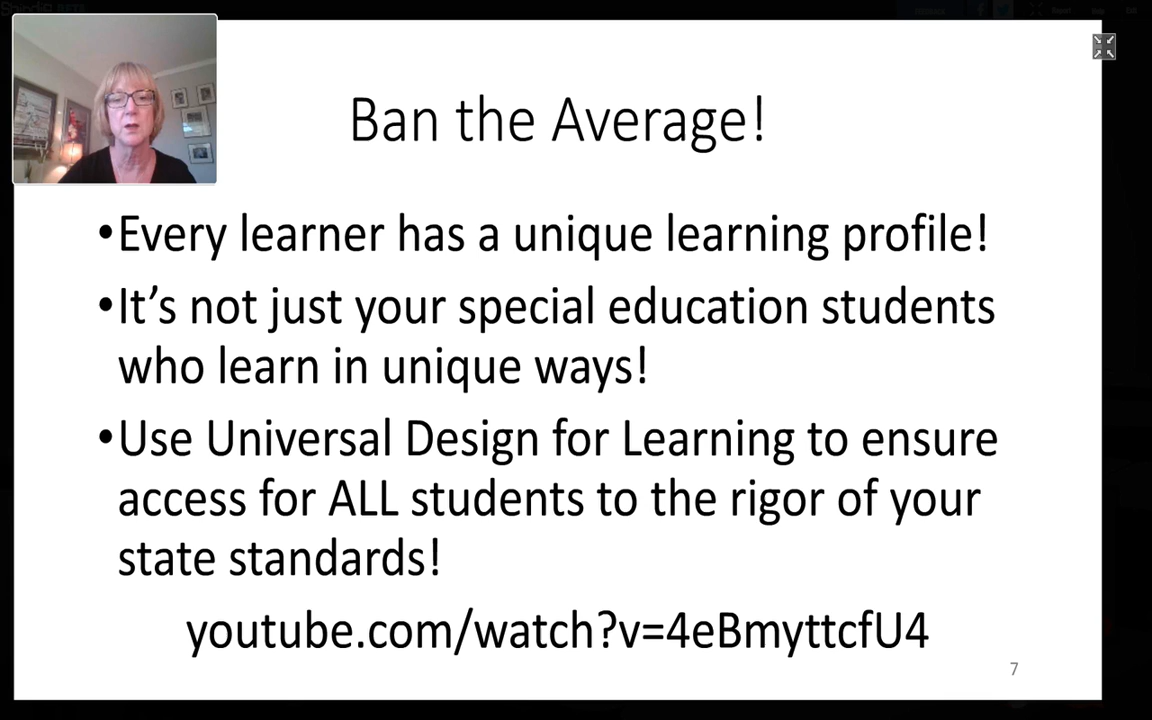 Ban the Average!
•Every learner has a unique learning profile!
•It’s not just your special education students
who learn in unique ways!
•Use Universal Design for Learning to ensure
access for ALL students to the rigor of your
state standards!
youtube.com/watch?v=4eBmyttcfU4
7